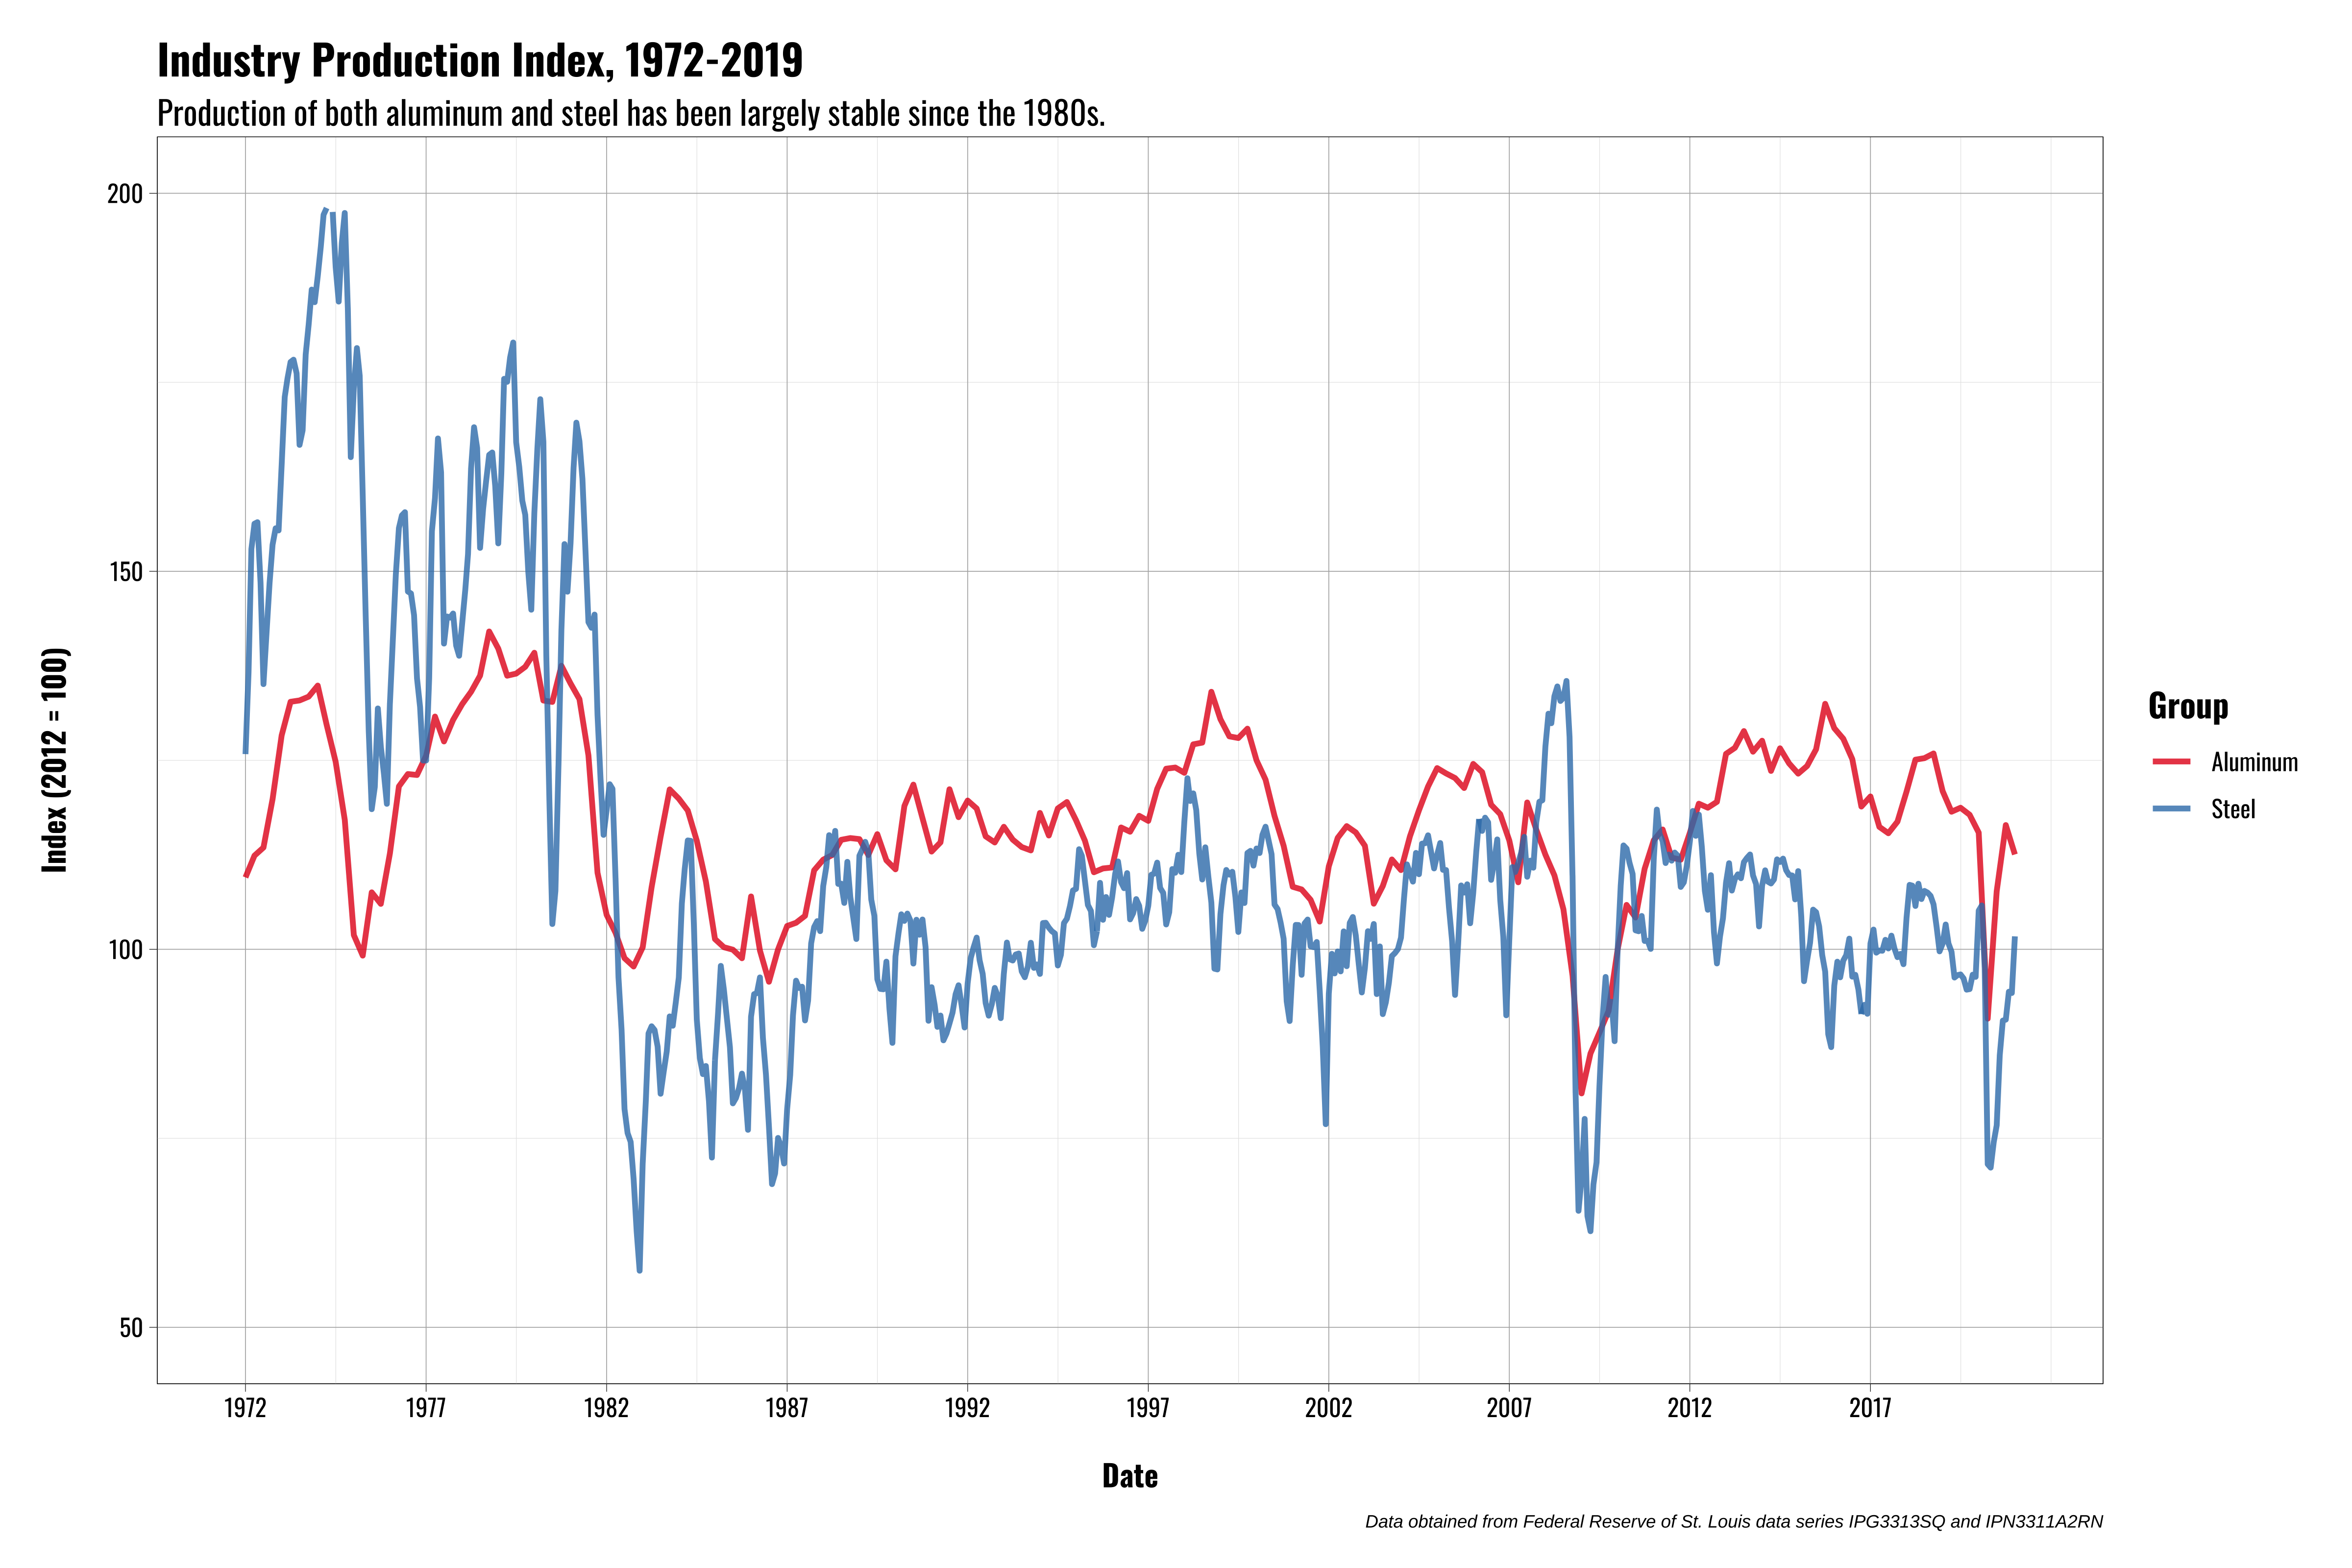 Industry Production Index, 1972-2019
Production of both aluminum and steel has been largely stable since the 1980s.
Index (2012 = 100)
200
150
100
50
1972 1977 1982 1987 1992 1997 2002 2007 2012 2017
Date
Group
Aluminum
Steel
Data obtained from Federal Reserve of St. Louis data series IPG3313SQ and IPN3311A2RN